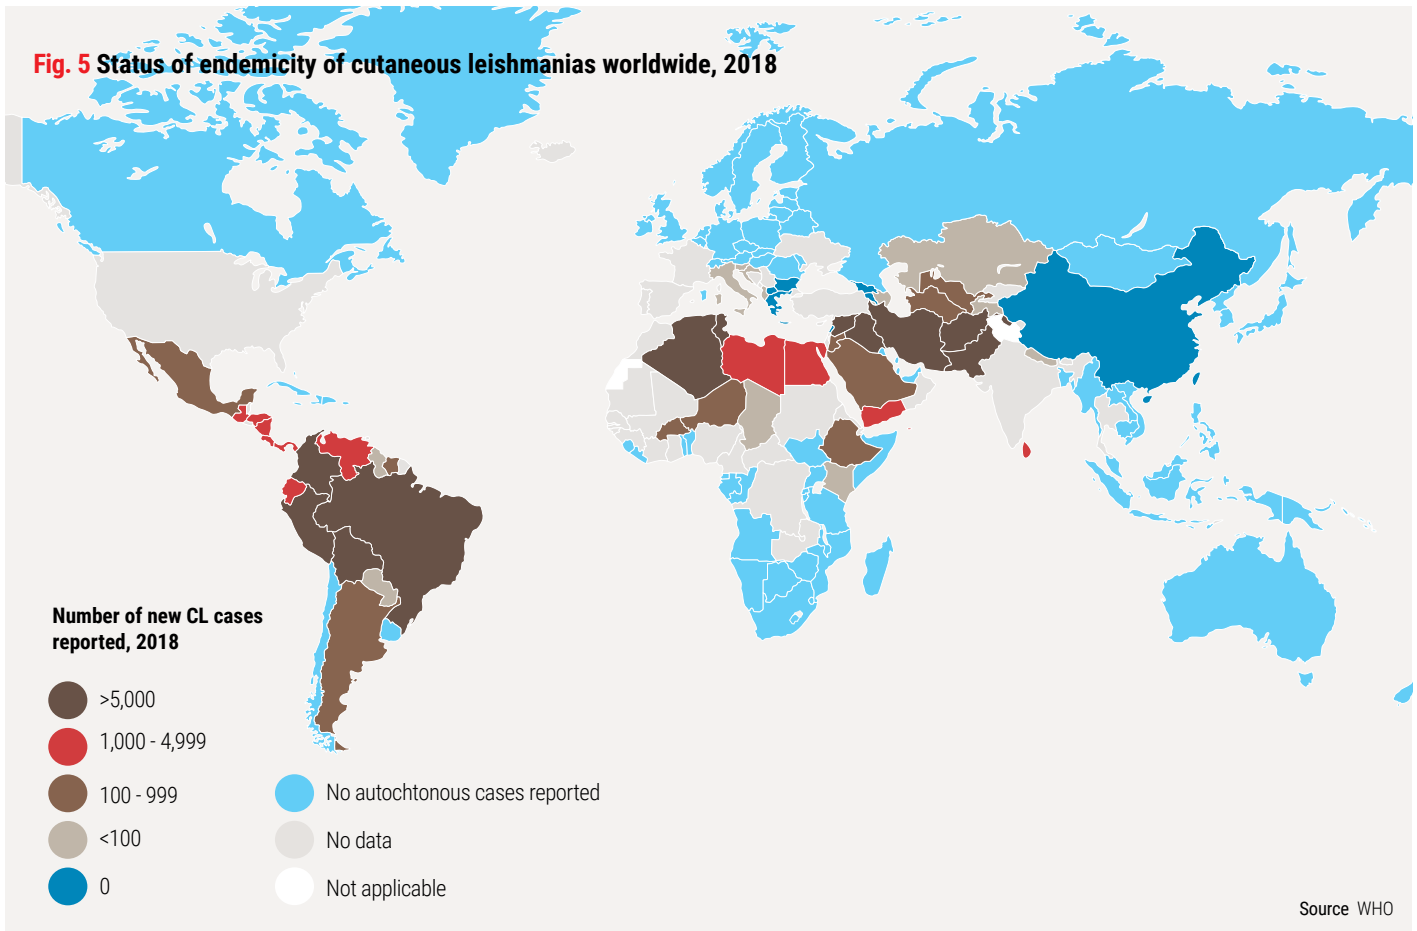 Fig. 5 Status of endemicity of cutaneous leishmanias worldwide, 2018
Number of new CL cases
reported, 2018
>5,000
1,000 - 4,999
100 - 999
<100
0
No autochtonous cases reported
No data
Not applicable
Source WHO